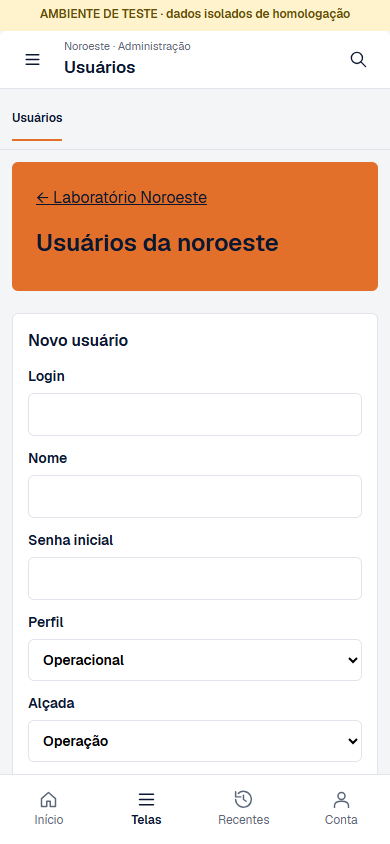 AMBIENTE DE TESTE · dados isolados de homologação
Noroeste · Administração
Usuários
Usuários
← Laboratório Noroeste
Usuários da noroeste
Novo usuário
Login
Nome
Senha inicial
Perfil
Operacional
Alçada
Operação
Início
Telas
Recentes
Conta